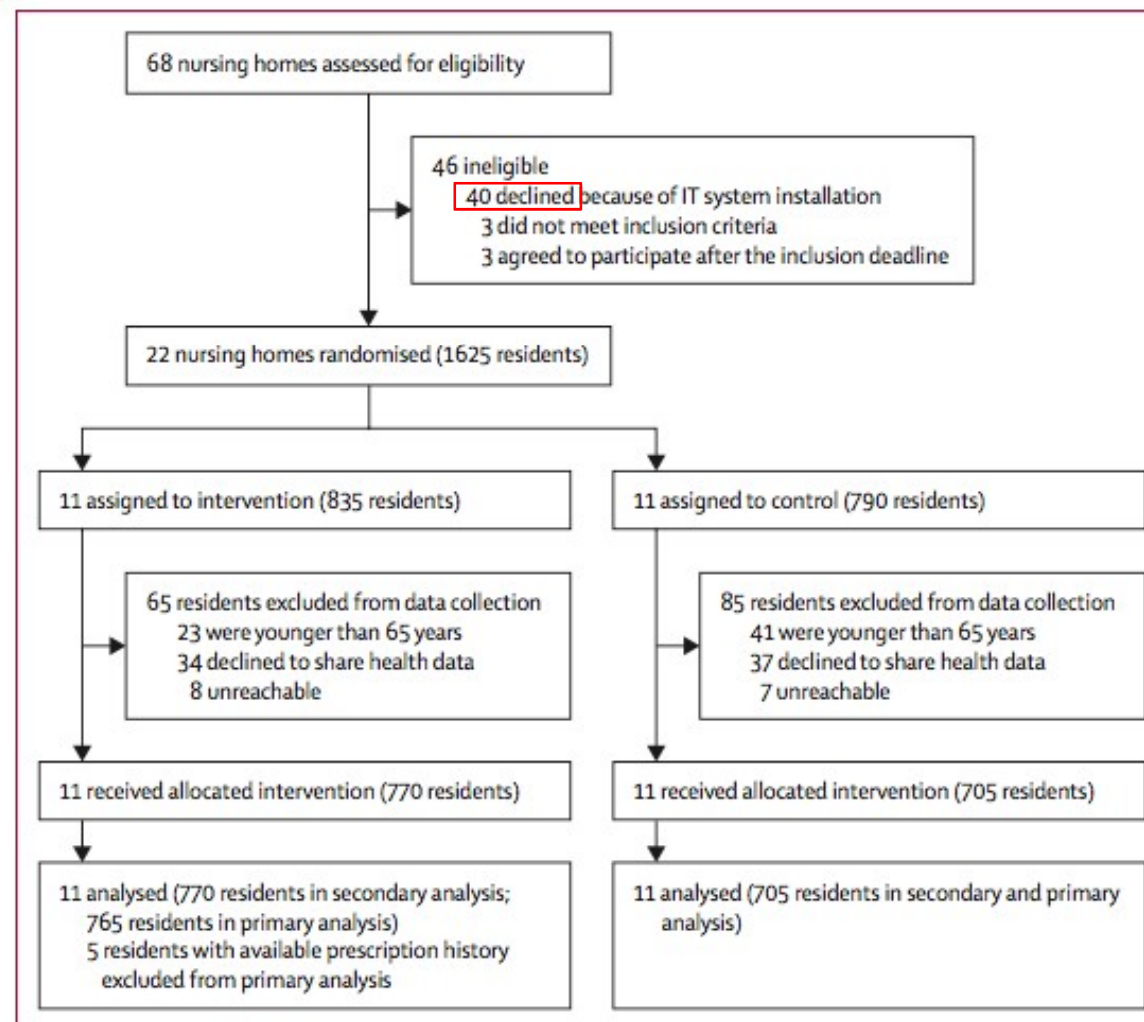 68 nursing homes assessed for eligibility
46 ineligible
40 declined because of IT system installation
3 did not meet inclusion criteria
3 agreed to participate after the inclusion deadline
22 nursing homes randomised (1625 residents)
11 assigned to intervention (835 residents)
11 assigned to control (790 residents)
65 residents excluded from data collection
23 were younger than 65 years
34 declined to share health data
8 unreachable
85 residents excluded from data collection
41 were younger than 65 years
37 declined to share health data
7 unreachable
11 received allocated intervention (770 residents)
11 received allocated intervention (705 residents)
11 analysed (770 residents in secondary analysis;
765 residents in primary analysis)
5 residents with available prescription history
excluded from primary analysis
11 analysed (705 residents in secondary and primary
analysis)